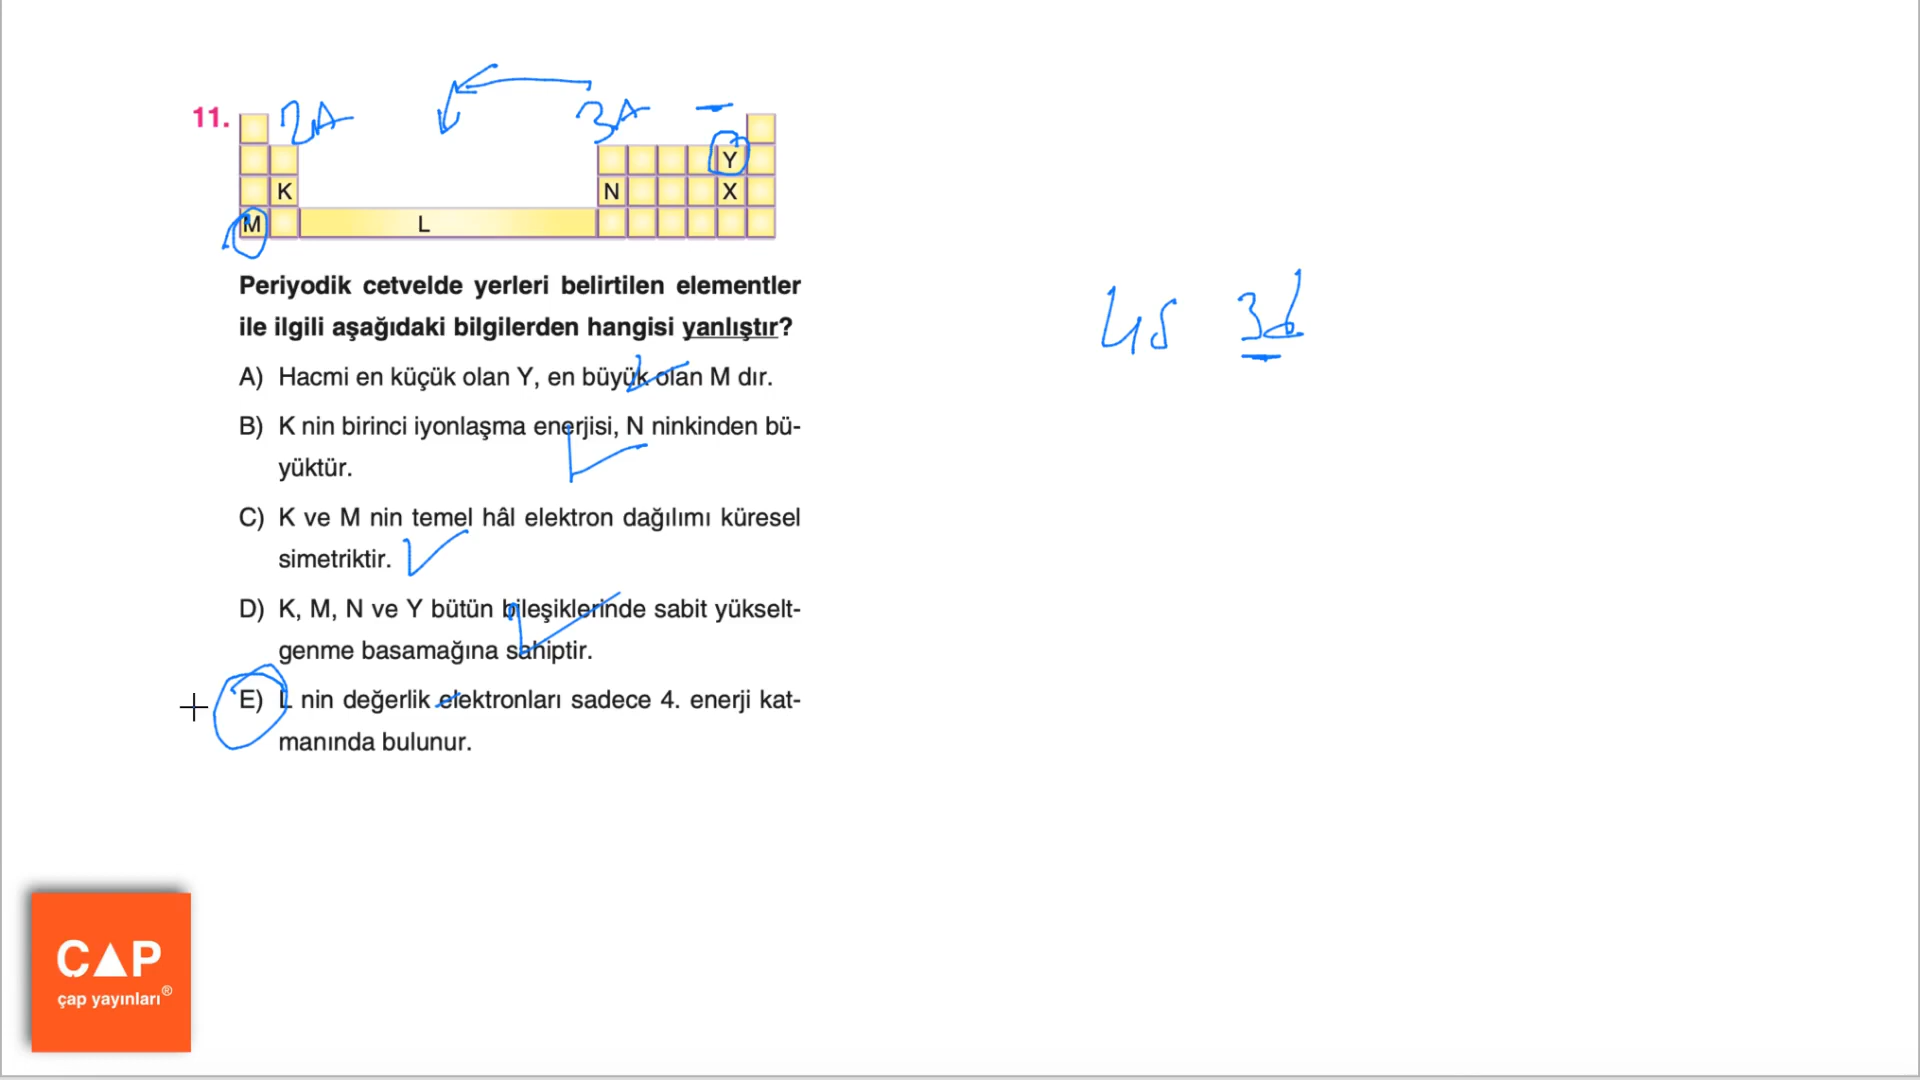 11.
2A
3A
Y
K
N
X
M
L
Periyodik cetvelde yerleri belirtilen elementler
ile ilgili aşağıdaki bilgilerden hangisi yanlıştır?
4s 3d
A) Hacmi en küçük olan Y, en büyük olan M dır.
B) K nin birinci iyonlaşma enerjisi, N ninkinden bü-
yüktür.
C) K ve M nin temel hâl elektron dağılımı küresel
simetriktir.
D) K, M, N ve Y bütün bileşiklerinde sabit yükselt-
genme basamağına sahiptir.
E) L nin değerlik elektronları sadece 4. enerji kat-
manında bulunur.
ÇAP
çap yayınları®